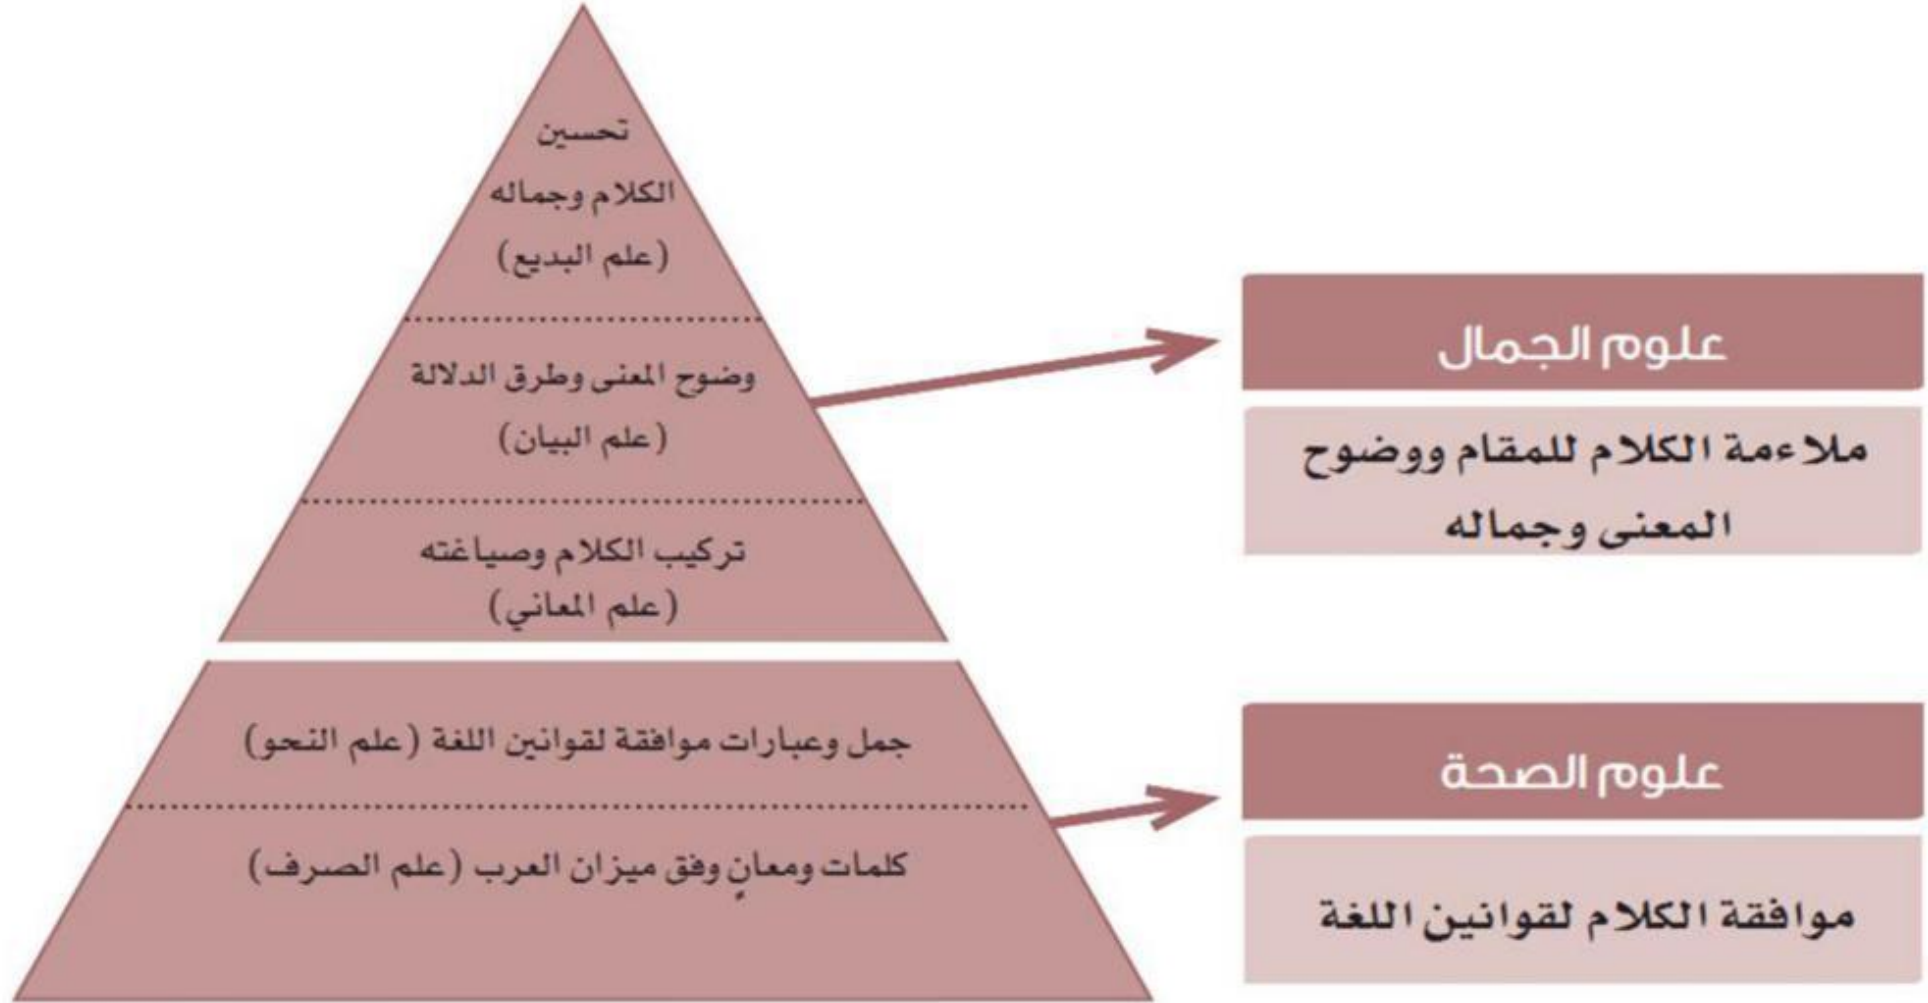 تحسين
الكلام وجماله
(علم البديع)
وضوح المعنى وطرق الدلالة
(علم البيان)
تركيب الكلام وصياغته
(علم المعاني)
علوم الجمال
ملاءمة الكلام للمقام ووضوح
المعنى وجماله
جمل وعبارات موافقة لقوانين اللغة (علم النحو)
كلمات ومعانٍ وفق ميزان العرب (علم الصرف)
علوم الصحة
موافقة الكلام لقوانين اللغة